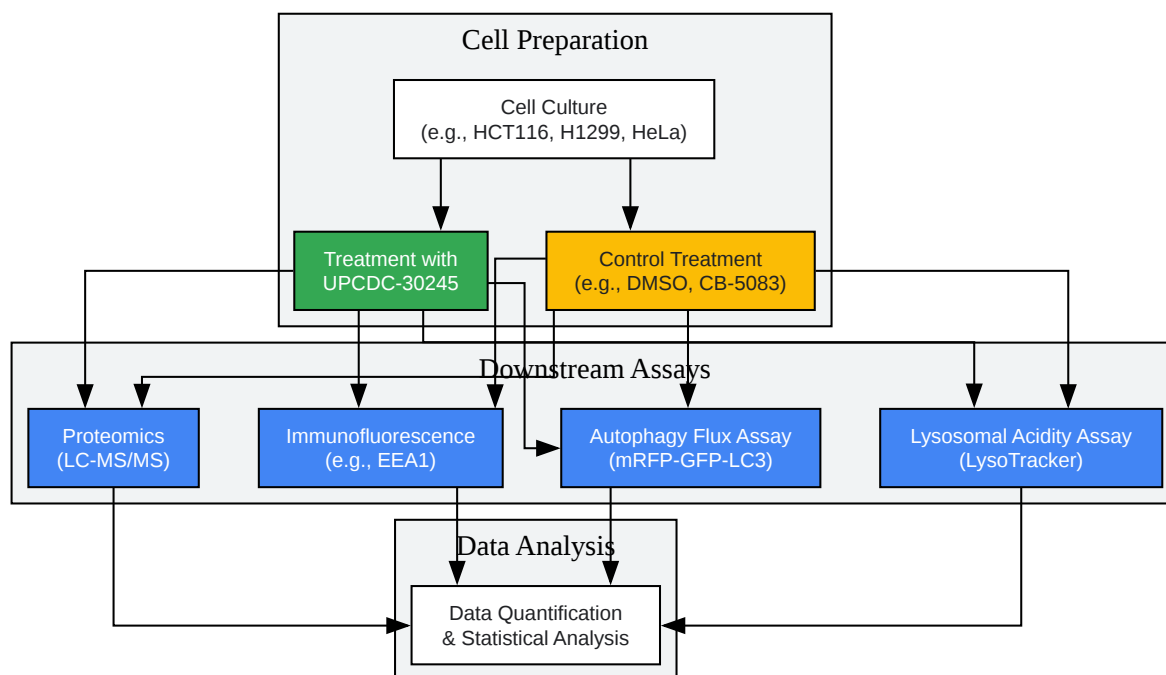 Cell Preparation
Cell Culture
(e.g., HCT116, H1299, HeLa)
Treatment with
UPCDC-30245
Control Treatment
(e.g., DMSO, CB-5083)
Downstream Assays
Proteomics
(LC-MS/MS)
Immunofluorescence
(e.g., EEA1)
Autophagy Flux Assay
(mRFP-GFP-LC3)
Lysosomal Acidity Assay
(LysoTracker)
Data Analysis
Data Quantification
& Statistical Analysis